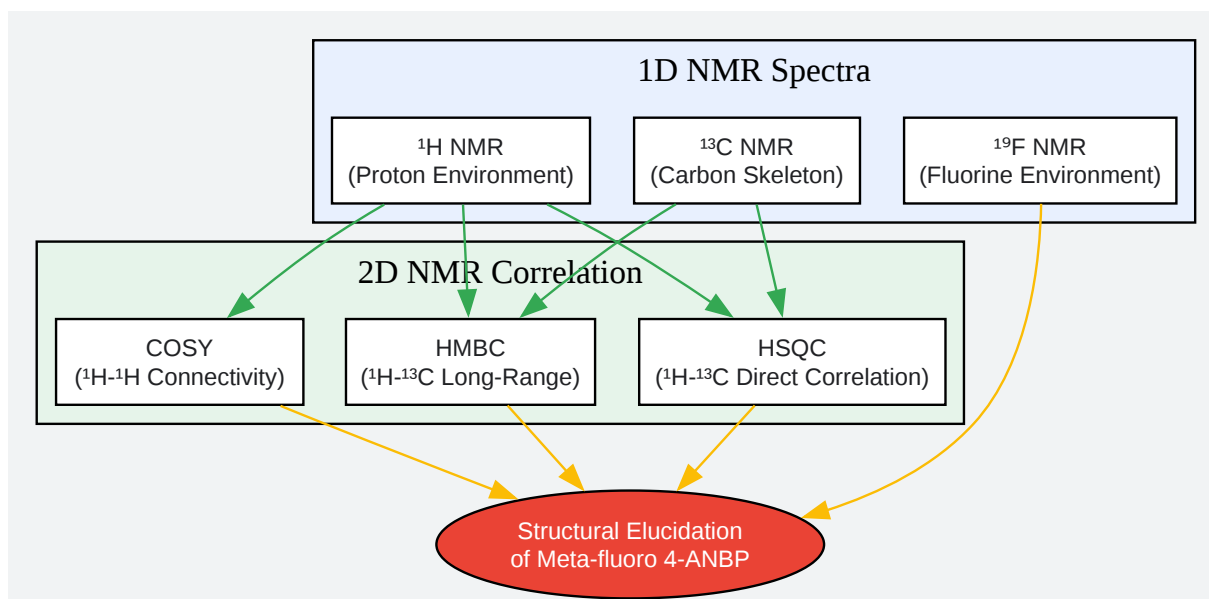 1D NMR Spectra
¹H NMR
(Proton Environment)
¹³C NMR
(Carbon Skeleton)
¹⁹F NMR
(Fluorine Environment)
2D NMR Correlation
COSY
(¹H-¹H Connectivity)
HMBC
(¹H-¹³C Long-Range)
HSQC
(¹H-¹³C Direct Correlation)
Structural Elucidation
of Meta-fluoro 4-ANBP